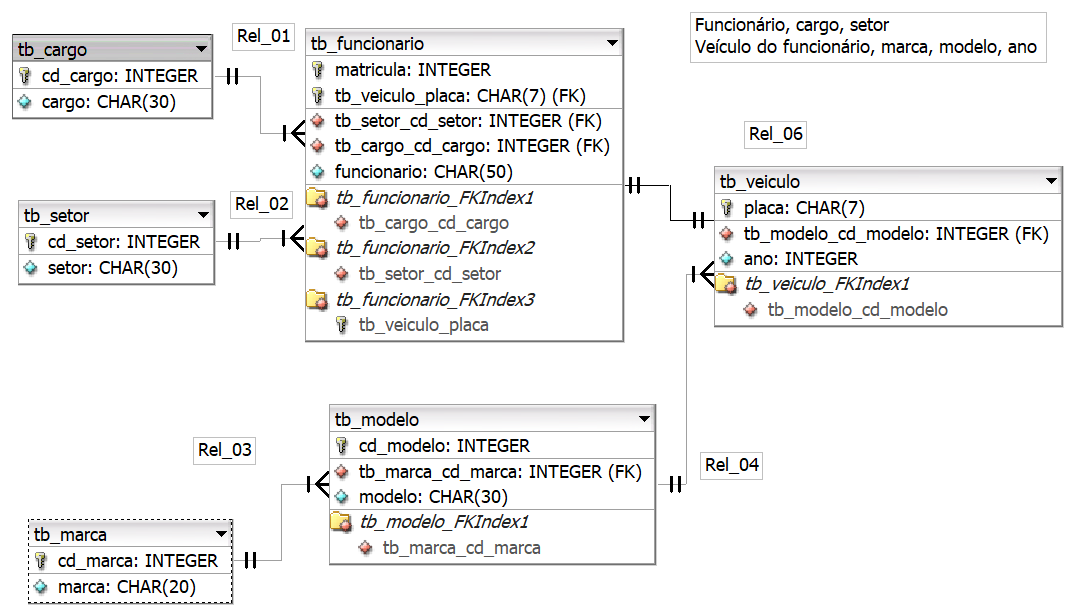 Rel_01
Funcionário, cargo, setor
Veículo do funcionário, marca, modelo, ano
tb_cargo
cd_cargo: INTEGER
cargo: CHAR(30)
tb_funcionario
matricula: INTEGER
tb_veiculo_placa: CHAR(7) (FK)
tb_setor_cd_setor: INTEGER (FK)
tb_cargo_cd_cargo: INTEGER (FK)
funcionario: CHAR(50)
tb_funcionario_FKIndex1
tb_cargo_cd_cargo
tb_funcionario_FKIndex2
tb_setor_cd_setor
tb_funcionario_FKIndex3
tb_veiculo_placa
Rel_02
tb_setor
cd_setor: INTEGER
setor: CHAR(30)
Rel_06
tb_veiculo
placa: CHAR(7)
tb_modelo_cd_modelo: INTEGER (FK)
ano: INTEGER
tb_veiculo_FKIndex1
tb_modelo_cd_modelo
Rel_03
tb_modelo
cd_modelo: INTEGER
tb_marca_cd_marca: INTEGER (FK)
modelo: CHAR(30)
tb_modelo_FKIndex1
tb_marca_cd_marca
Rel_04
tb_marca
cd_marca: INTEGER
marca: CHAR(20)